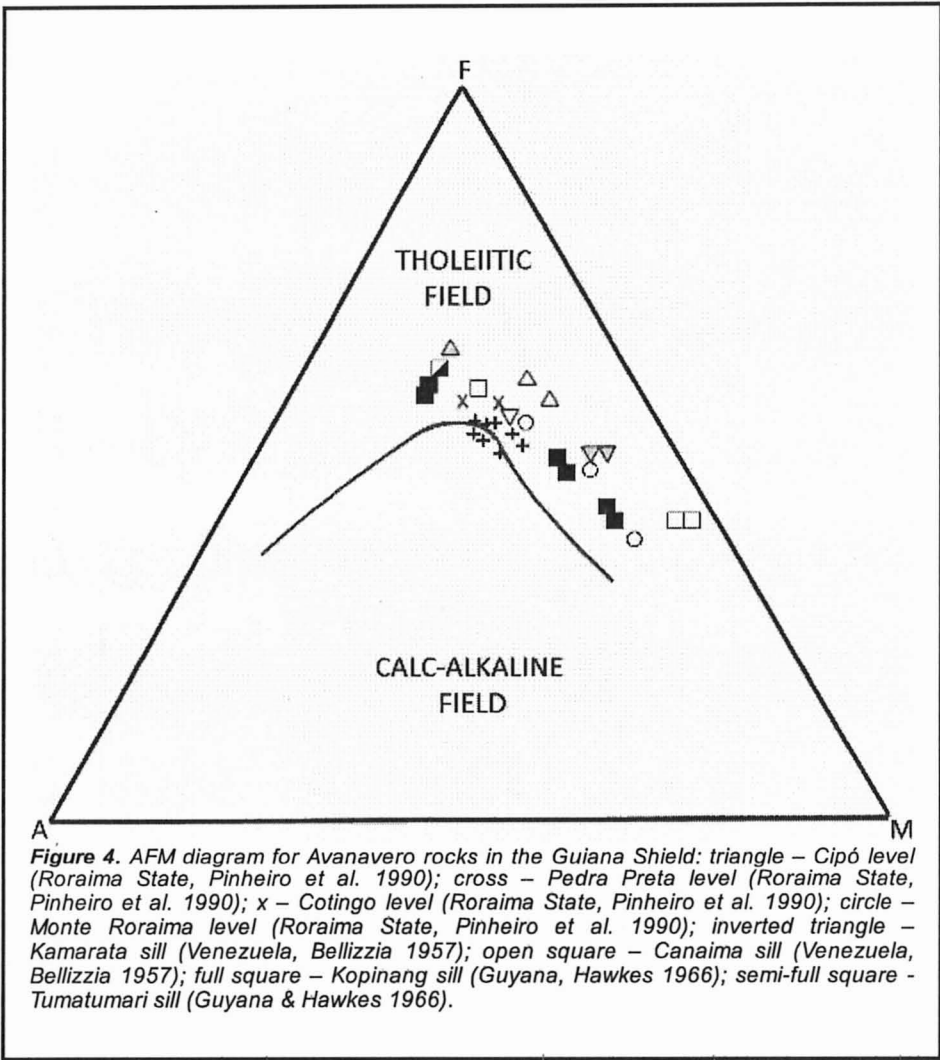 F
THOLEIITIC
FIELD
CALC-ALKALINE
FIELD
A
M
Figure 4. AFM diagram for Avanavero rocks in the Guiana Shield: triangle – Cipó level
(Roraima State, Pinheiro et al. 1990); cross – Pedra Preta level (Roraima State,
Pinheiro et al. 1990); x – Cotingo level (Roraima State, Pinheiro et al. 1990); circle –
Monte Roraima level (Roraima State, Pinheiro et al. 1990); inverted triangle –
Kamarata sill (Venezuela, Bellizzia 1957); open square – Canaima sill (Venezuela,
Bellizzia 1957); full square – Kopinang sill (Guyana, Hawkes 1966); semi-full square -
Tumatumari sill (Guyana & Hawkes 1966).